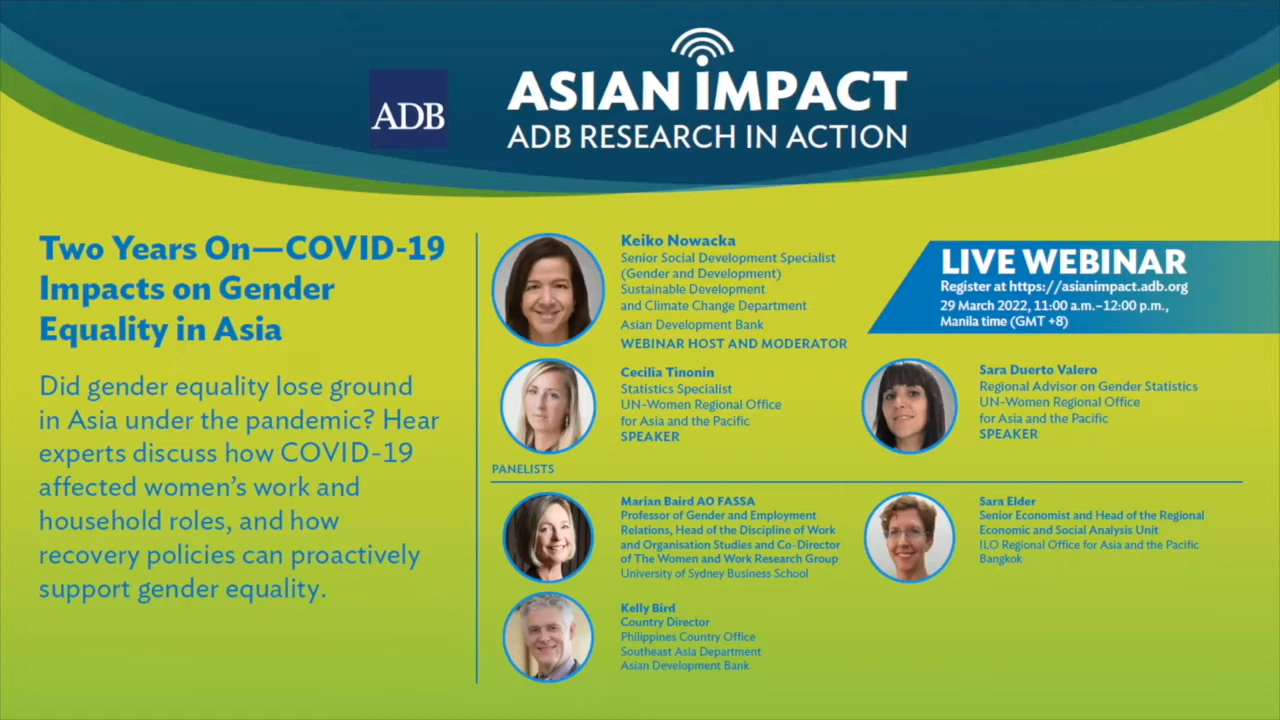 ADB
ASIAN IMPACT
ADB RESEARCH IN ACTION
Two Years On—COVID-19
Impacts on Gender
Equality in Asia
Did gender equality lose ground
in Asia under the pandemic? Hear
experts discuss how COVID-19
affected women's work and
household roles, and how
recovery policies can proactively
support gender equality.
Keiko Nowacka
Senior Social Development Specialist
(Gender and Development)
Sustainable Development
and Climate Change Department
Asian Development Bank
WEBINAR HOST AND MODERATOR
LIVE WEBINAR
Register at https://asianimpact.adb.org
29 March 2022, 11:00 a.m.–12:00 p.m.,
Manila time (GMT +8)
Cecilia Tinonin
Statistics Specialist
UN-Women Regional Office
for Asia and the Pacific
SPEAKER
Sara Duerto Valero
Regional Advisor on Gender Statistics
UN-Women Regional Office
for Asia and the Pacific
SPEAKER
PANELISTS
Marian Baird AO FASSA
Professor of Gender and Employment
Relations, Head of the Discipline of Work
and Organisation Studies and Co-Director
of The Women and Work Research Group
University of Sydney Business School
Sara Elder
Senior Economist and Head of the Regional
Economic and Social Analysis Unit
ILO Regional Office for Asia and the Pacific
Bangkok
Kelly Bird
Country Director
Philippines Country Office
Southeast Asia Department
Asian Development Bank